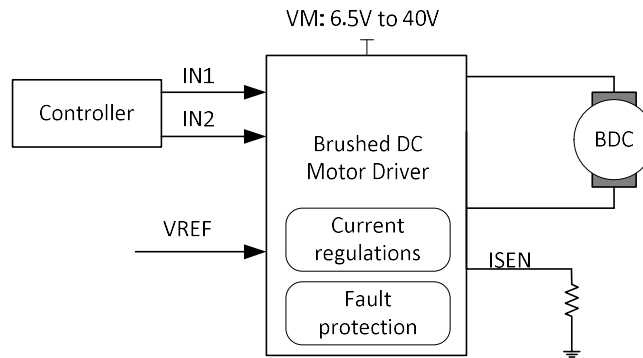 VM: 6.5V to 40V
IN1
Controller
IN2
Brushed DC
Motor Driver
BDC
VREF
Current
regulations
ISEN
Fault
protection